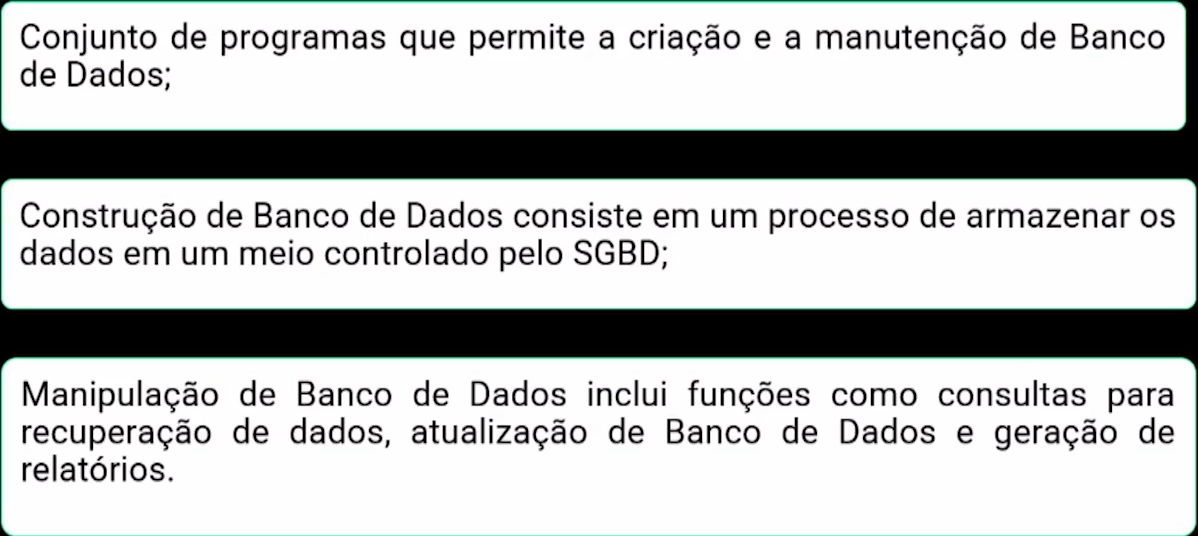 Conjunto de programas que permite a criação e a manutenção de Banco
de Dados;
Construção de Banco de Dados consiste em um processo de armazenar os
dados em um meio controlado pelo SGBD;
Manipulação de Banco de Dados inclui funções como consultas para
recuperação de dados, atualização de Banco de Dados e geração de
relatórios.